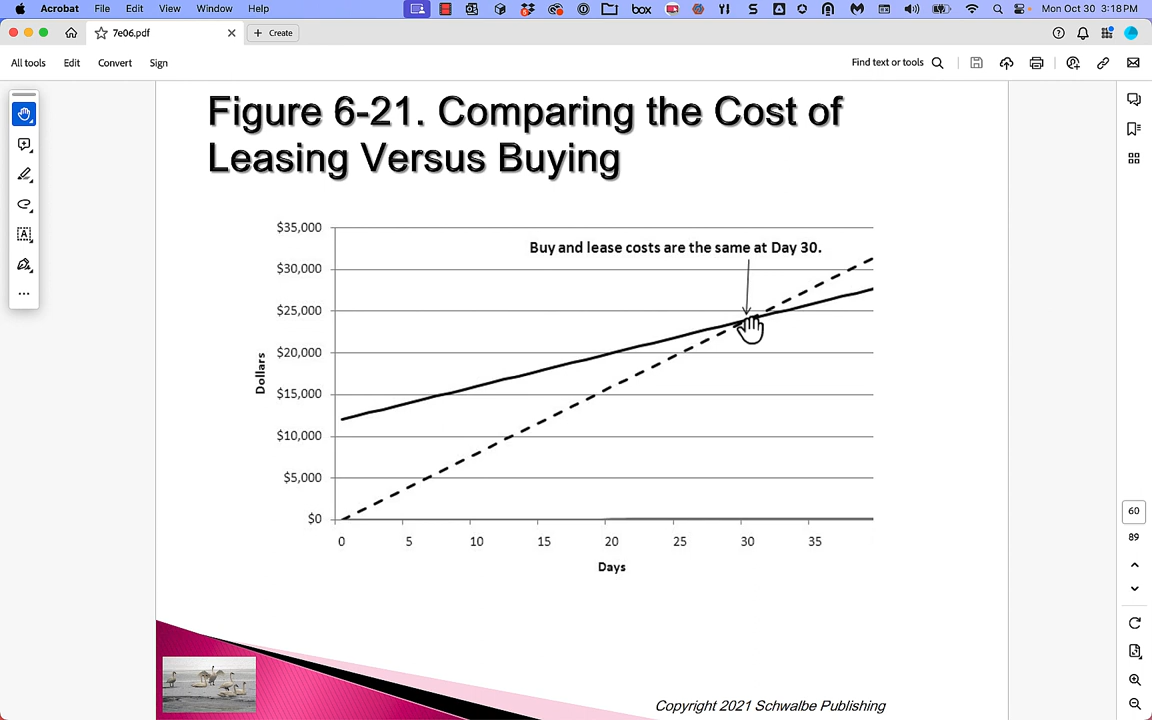 Acrobat File Edit View Window Help box Mon Oct 30 3:18 PM
7e06.pdf Create
All tools Edit Convert Sign Find text or tools
Figure 6-21. Comparing the Cost of
Leasing Versus Buying
$35,000
Buy and lease costs are the same at Day 30.
$30,000
$25,000
$20,000
Dollars
$15,000
$10,000
$5,000
$0
0 5 10 15 20 25 30 35
Days
60
89
Copyright 2021 Schwalbe Publishing